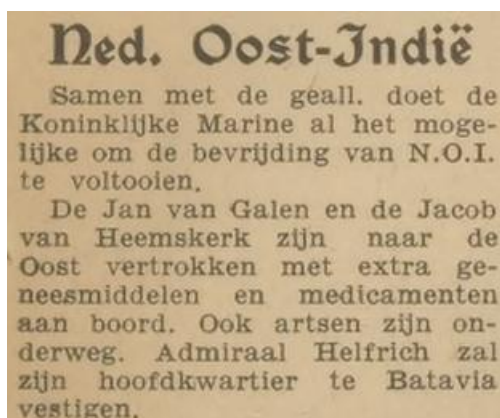 Ned. Oost-Indië
Samen met de geall. doet de
Koninklijke Marine al het moge-
lijke om de bevrijding van N.O.I.
te voltooien.
De Jan van Galen en de Jacob
van Heemskerk zijn naar de
Oost vertrokken met extra ge-
neesmiddelen en medicamenten
aan boord. Ook artsen zijn on-
derweg. Admiraal Helfrich zal
zijn hoofdkwartier te Batavia
vestigen.